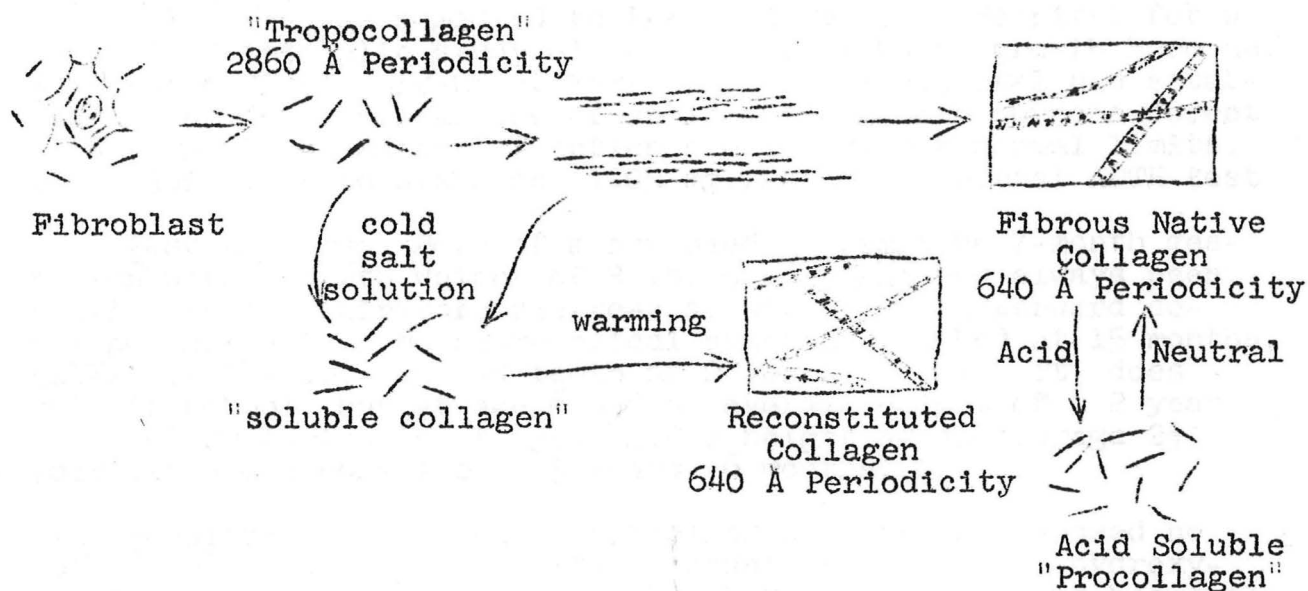 "Tropocollagen"
2860 Å Periodicity
Fibroblast
cold
salt
solution
"soluble collagen"
warming
Reconstituted
Collagen
640 Å Periodicity
Fibrous Native
Collagen
640 Å Periodicity
Acid
Neutral
Acid Soluble
"Procollagen"